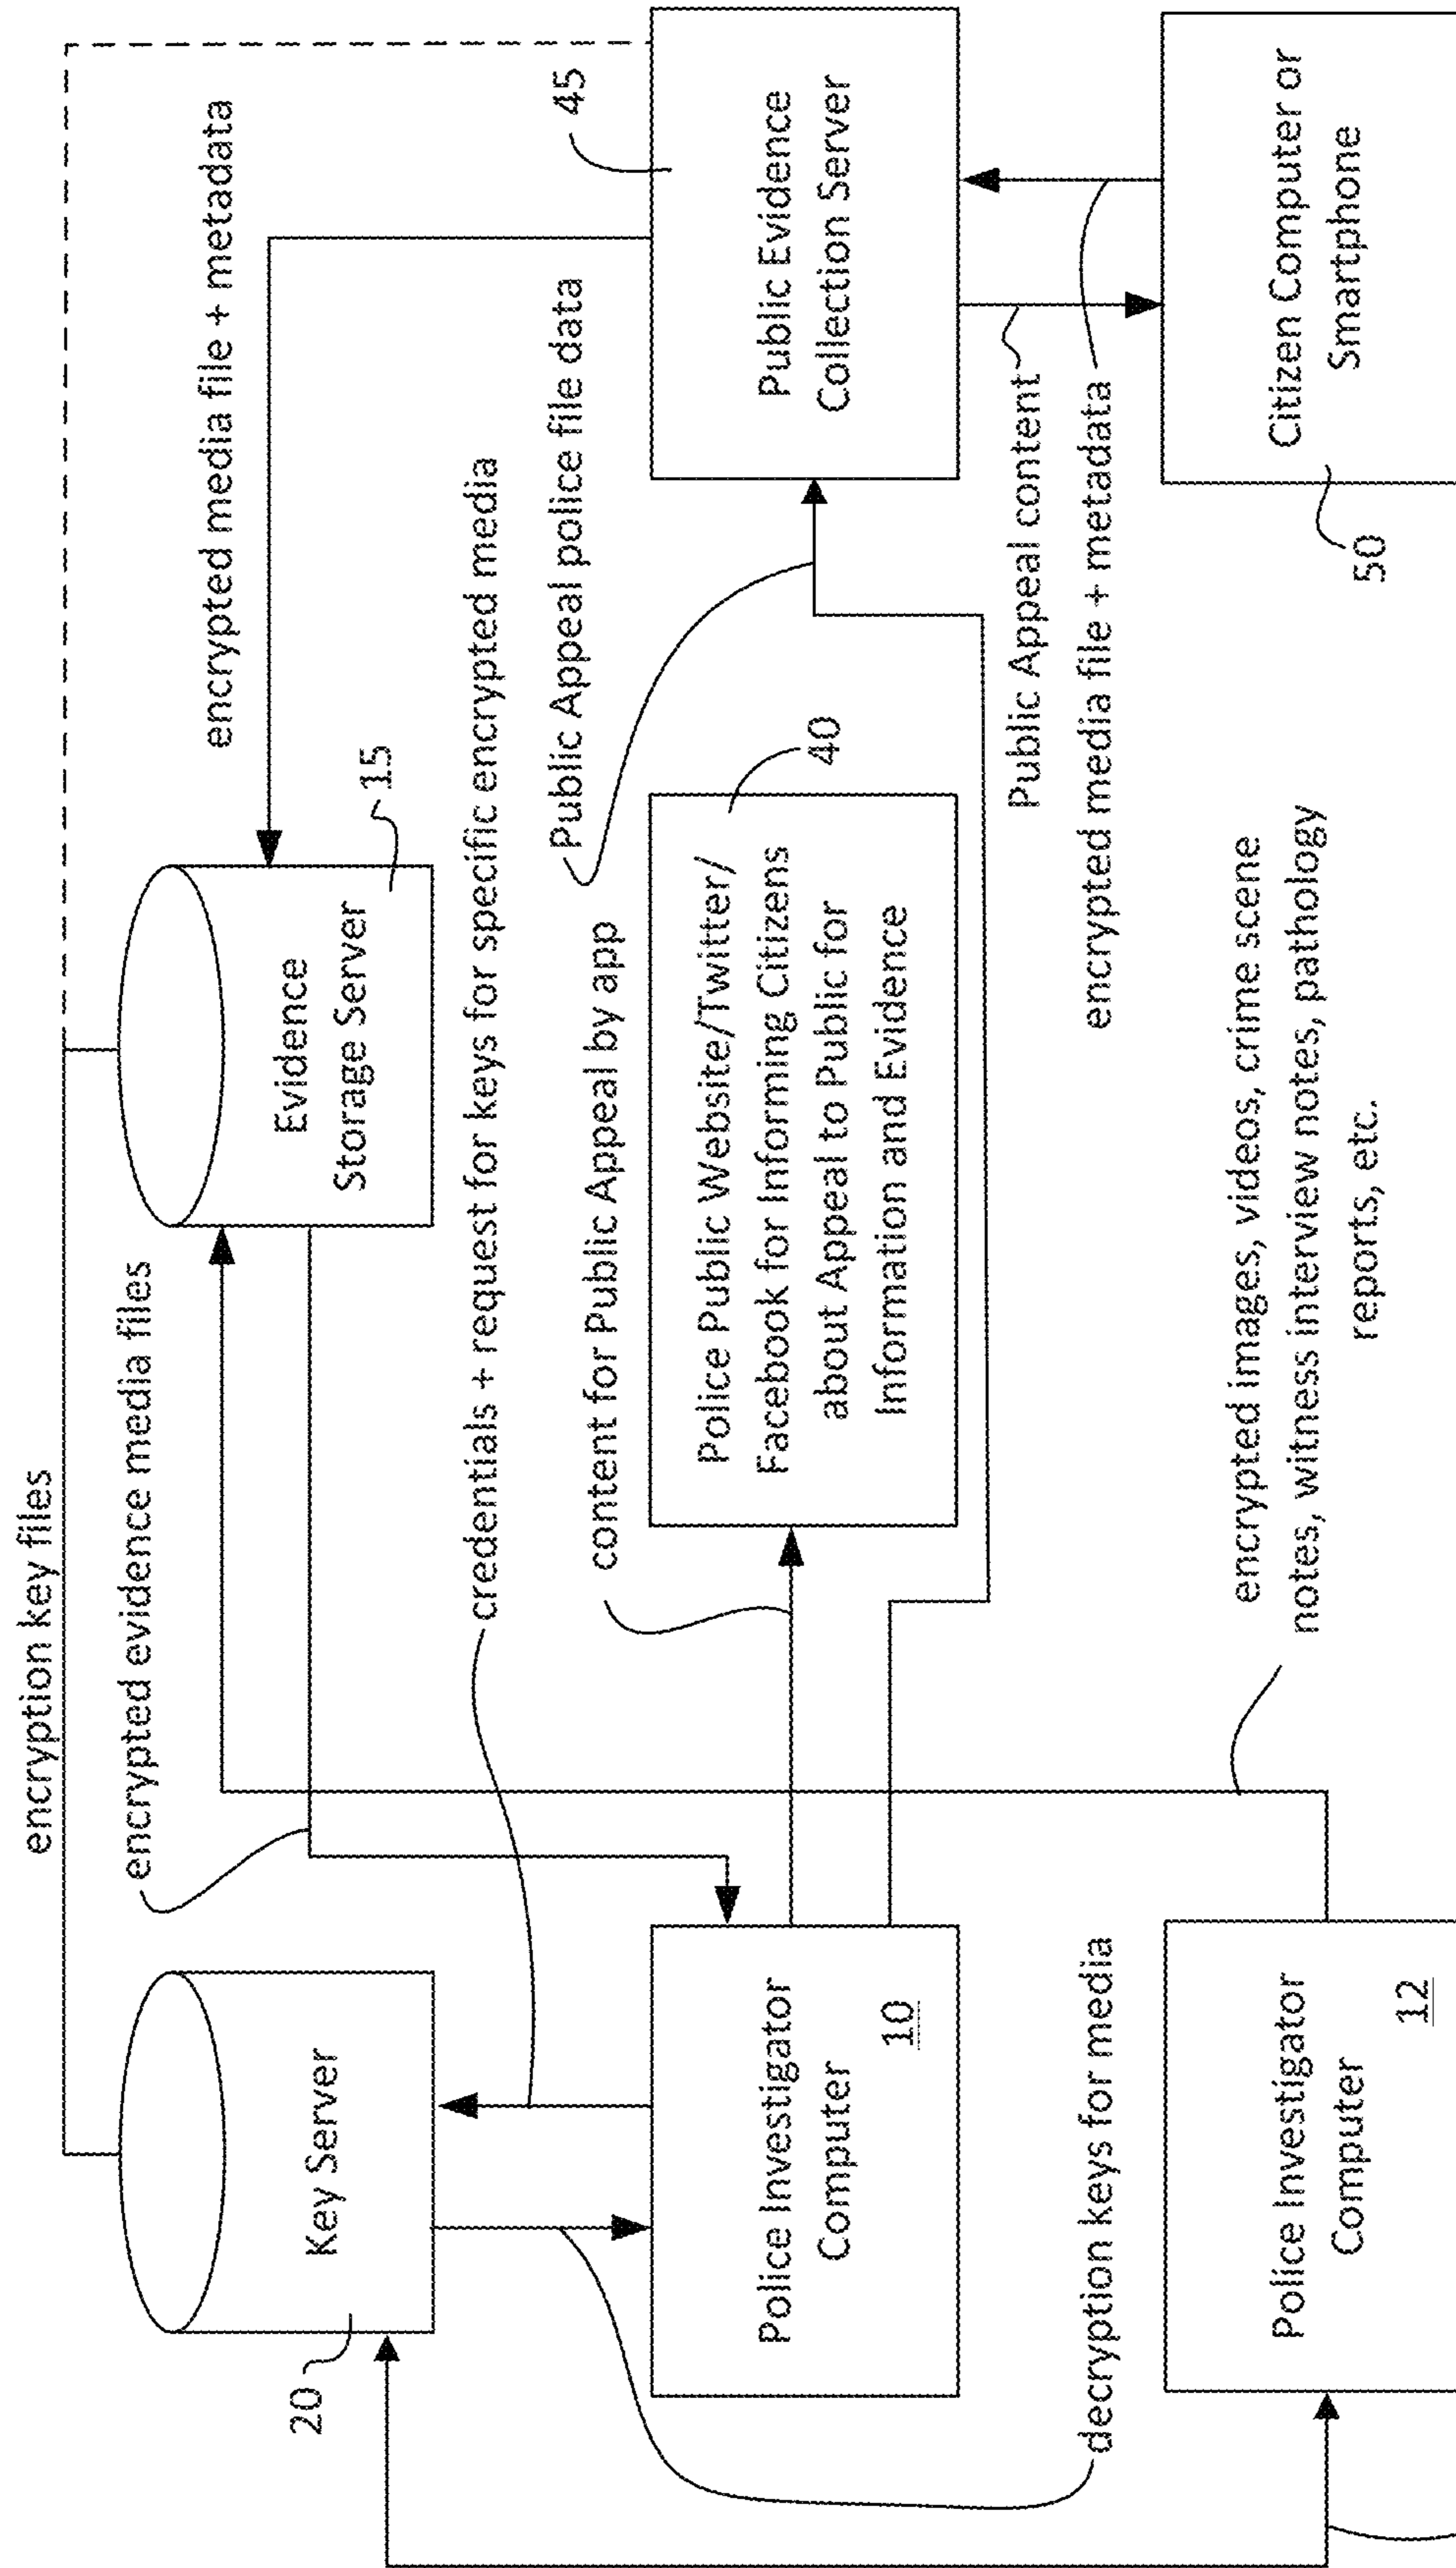 encryption key files
encrypted evidence media files
encrypted media file + metadata
Key Server
20
Evidence
Storage Server
15
credentials + request for keys for specific encrypted media
Public Appeal police file data
45
content for Public Appeal by app
Police Investigator
Computer
10
Police Public Website/Twitter/
Facebook for Informing Citizens
about Appeal to Public for
Information and Evidence
40
Public Evidence
Collection Server
Public Appeal content
encrypted media file + metadata
decryption keys for media
encrypted images, videos, crime scene
notes, witness interview notes, pathology
reports, etc.
Police Investigator
Computer
12
Citizen Computer or
Smartphone
50